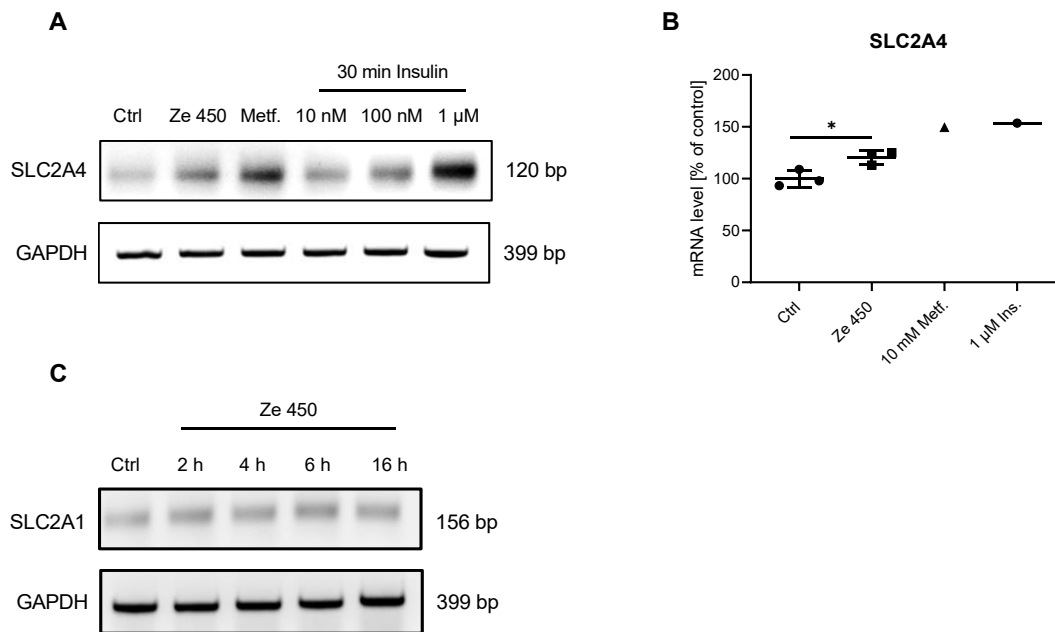 A
30 min Insulin
Ctrl Ze 450 Metf. 10 nM 100 nM 1 µM
SLC2A4 120 bp
GAPDH 399 bp
B
SLC2A4
mRNA level [% of control]
200
150
100
50
0
*
Ctrl
Ze 450
10 mM Metf.
1 µM Ins.
C
Ze 450
Ctrl 2 h 4 h 6 h 16 h
SLC2A1 156 bp
GAPDH 399 bp